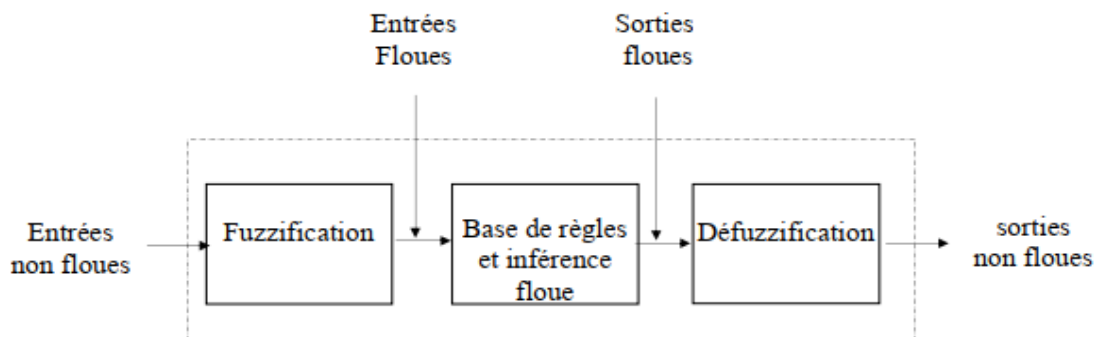 Entrées
Floues
Sorties
floues
Entrées
non floues
Fuzzification
Base de règles
et inférence
floue
Défuzzification
sorties
non floues